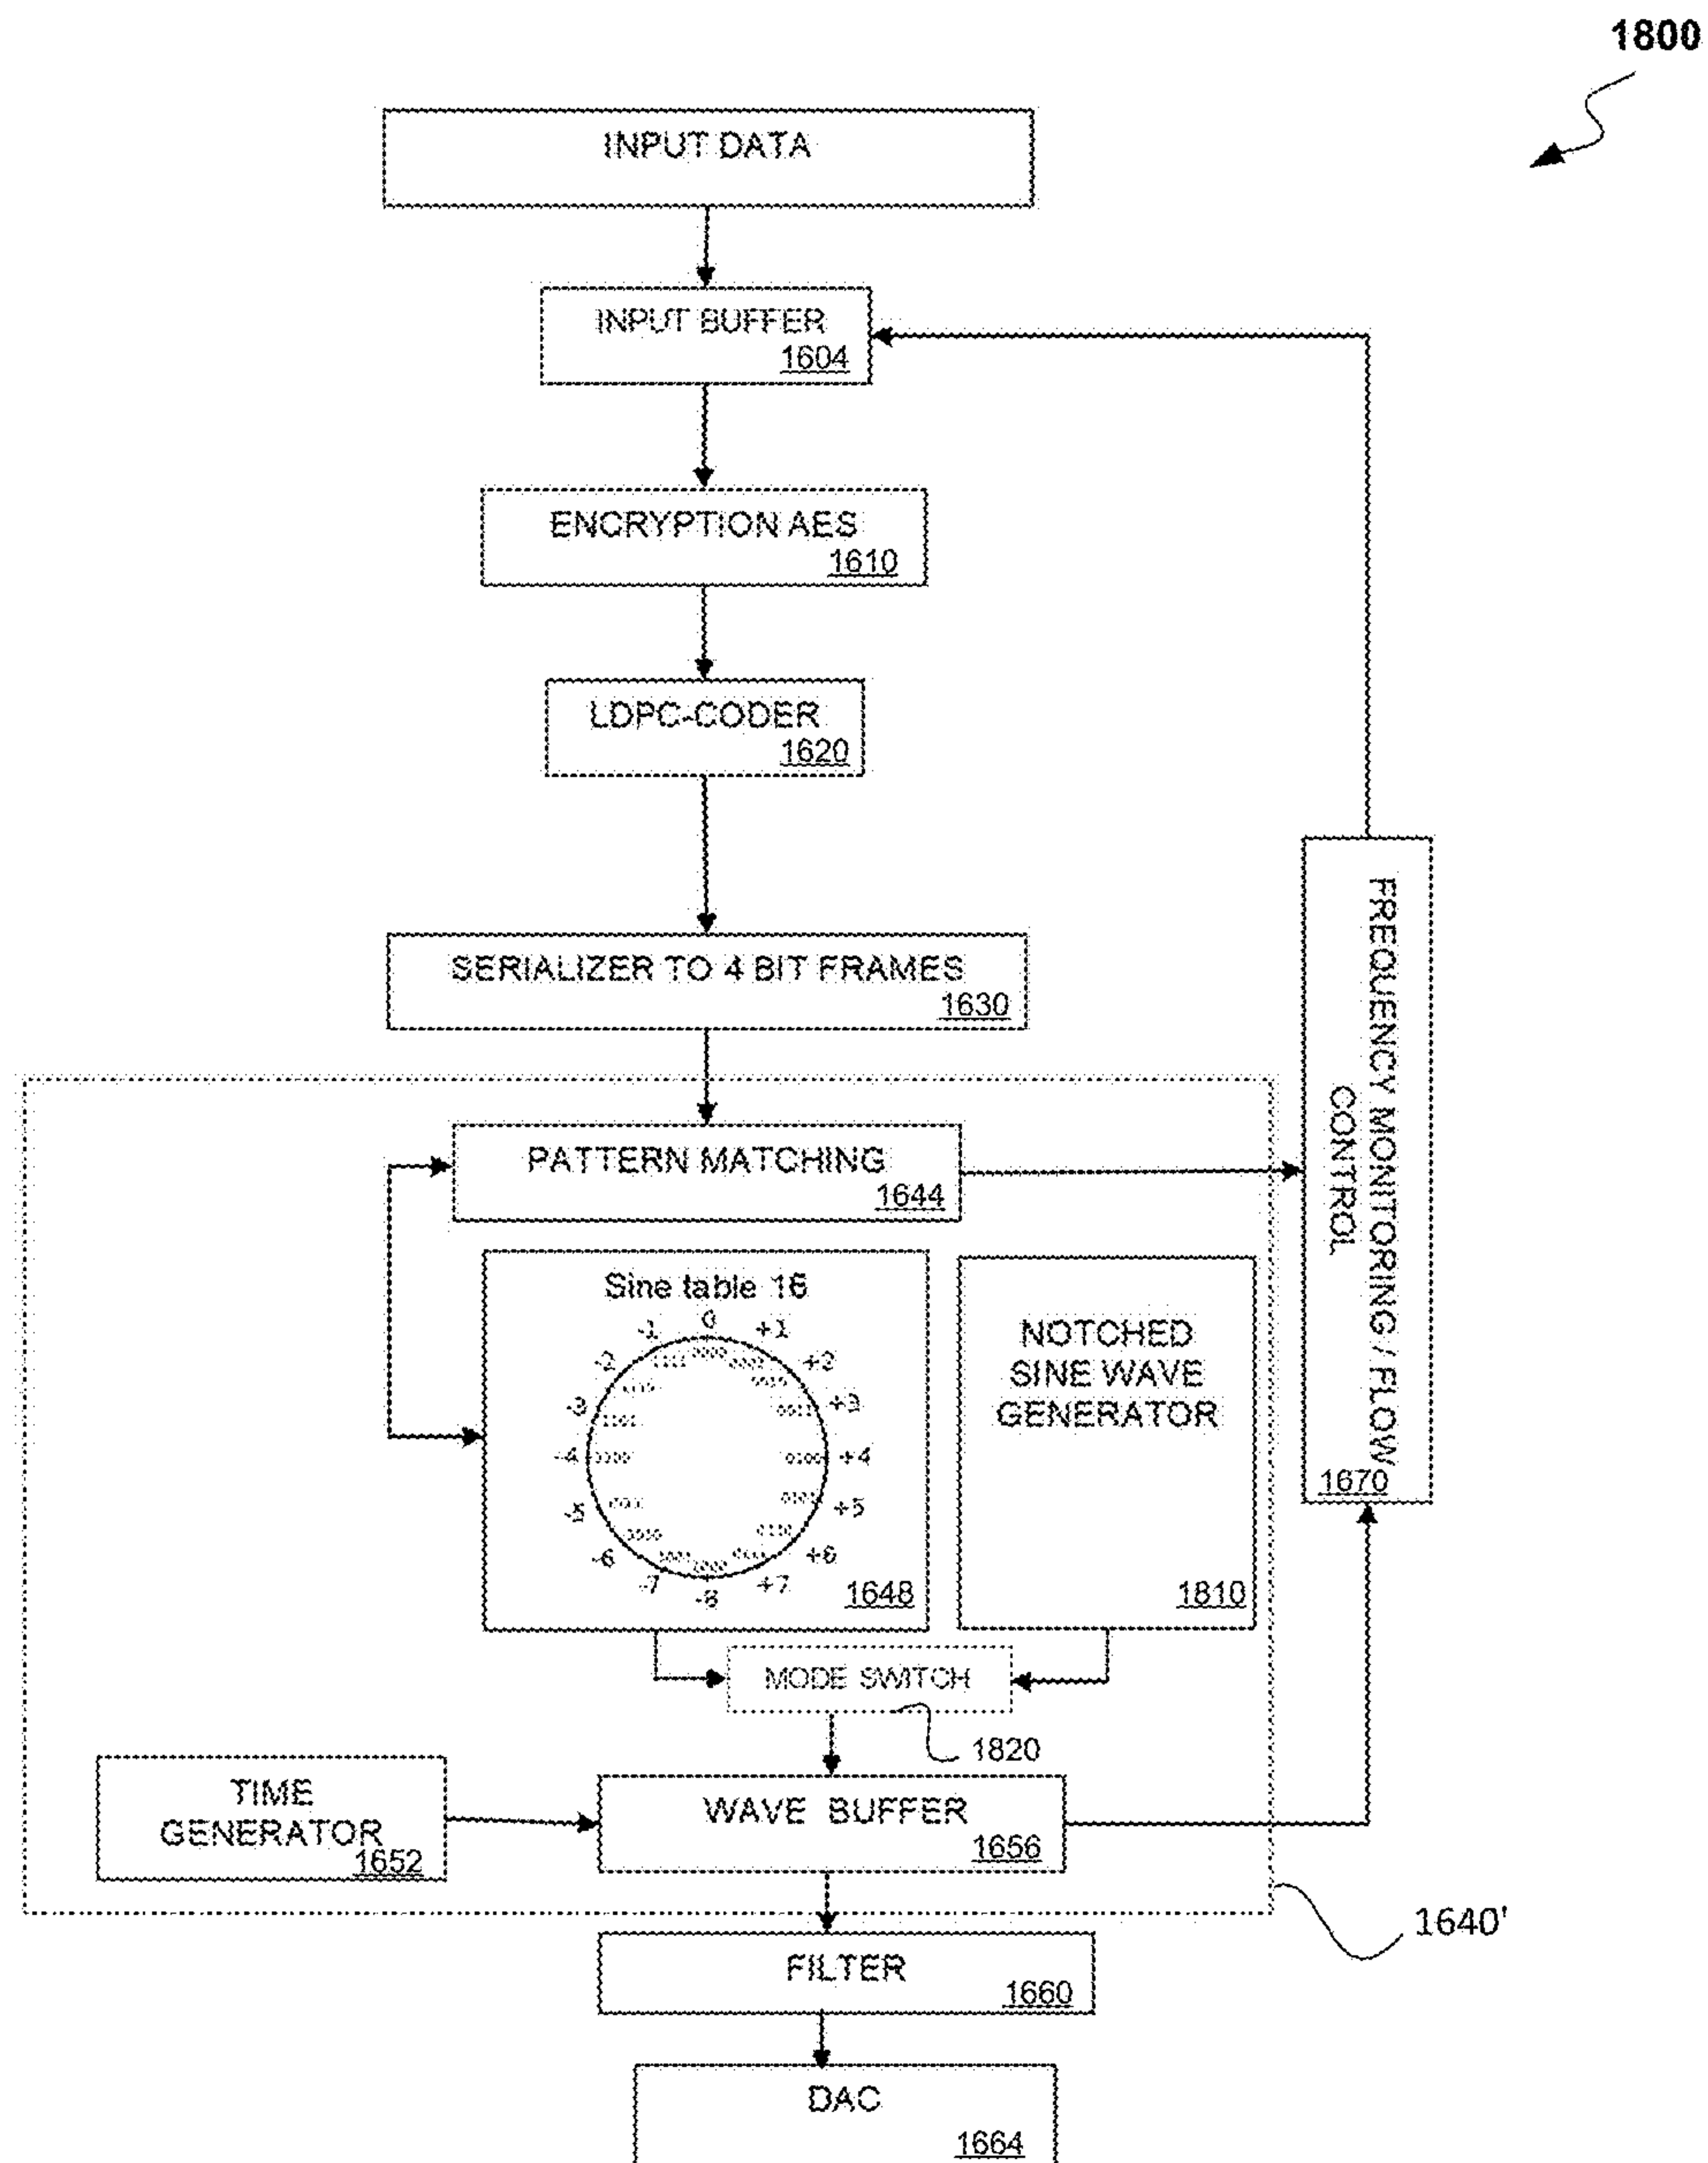 1800
INPUT DATA
INPUT BUFFER
1604
ENCRYPTION AES
1610
LDPC-CODER
1620
SERIALIZER TO 4 BIT FRAMES
1630
FREQUENCY MONITORING / FLOW
CONTROL
1670
PATTERN MATCHING
1644
Sine table 16
0
-1
+1
-2
+2
-3
+3
-4
+4
-5
+5
-6
+6
-7
+7
-8
0000
0011
0100
1648
NOTCHED
SINE WAVE
GENERATOR
1810
MODE SWITCH
1820
TIME
GENERATOR
1652
WAVE BUFFER
1656
1640'
FILTER
1660
DAC
1664